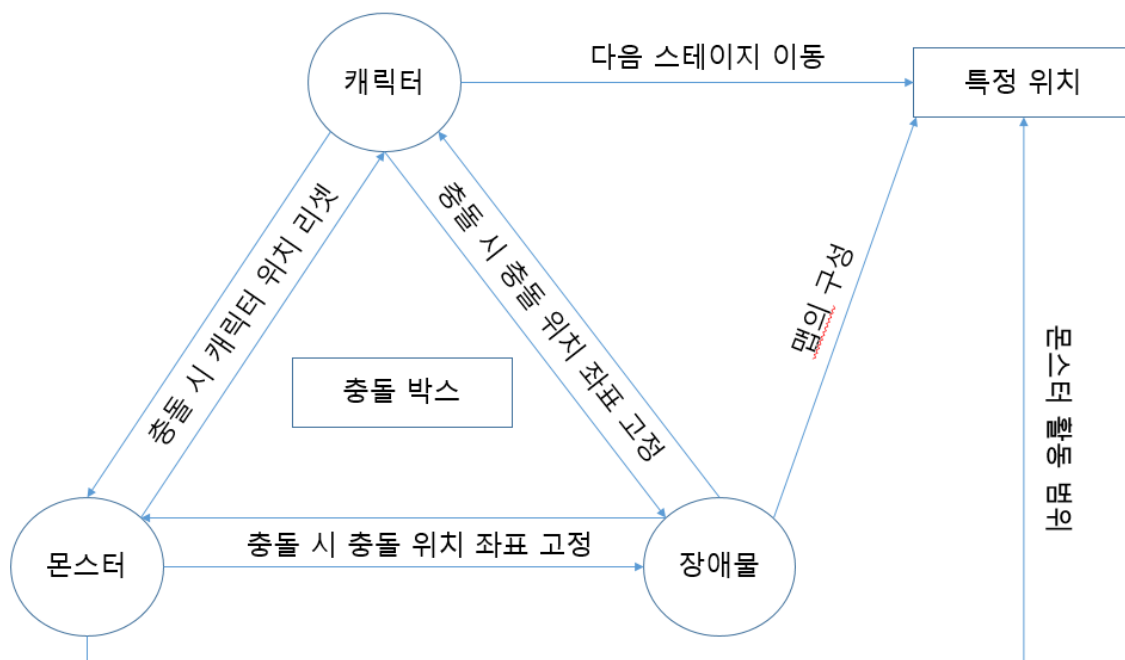 캐릭터
다음 스테이지 이동
특정 위치
충돌 시 캐릭터 위치 리셋
충돌 시 충돌 위치 좌표 고정
맵의 구성
몬스터 활동 범위
충돌 박스
몬스터
충돌 시 충돌 위치 좌표 고정
장애물